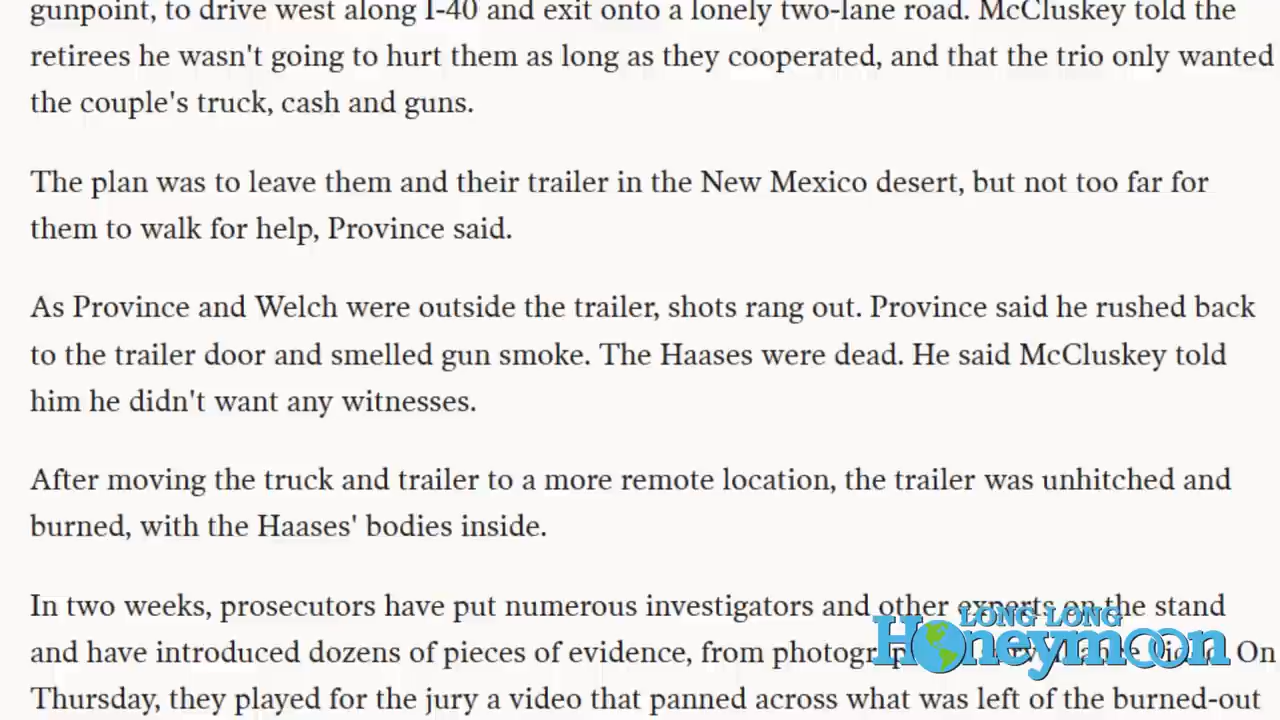 gunpoint, to drive west along I-40 and exit onto a lonely two-lane road. McCluskey told the
retirees he wasn't going to hurt them as long as they cooperated, and that the trio only wanted
the couple's truck, cash and guns.
The plan was to leave them and their trailer in the New Mexico desert, but not too far for
them to walk for help, Province said.
As Province and Welch were outside the trailer, shots rang out. Province said he rushed back
to the trailer door and smelled gun smoke. The Haases were dead. He said McCluskey told
him he didn't want any witnesses.
After moving the truck and trailer to a more remote location, the trailer was unhitched and
burned, with the Haases' bodies inside.
In two weeks, prosecutors have put numerous investigators and other experts on the stand
and have introduced dozens of pieces of evidence, from On
Thursday, they played for the jury a video that panned across what was left of the burned-out
LONG LONG
Honeymoon